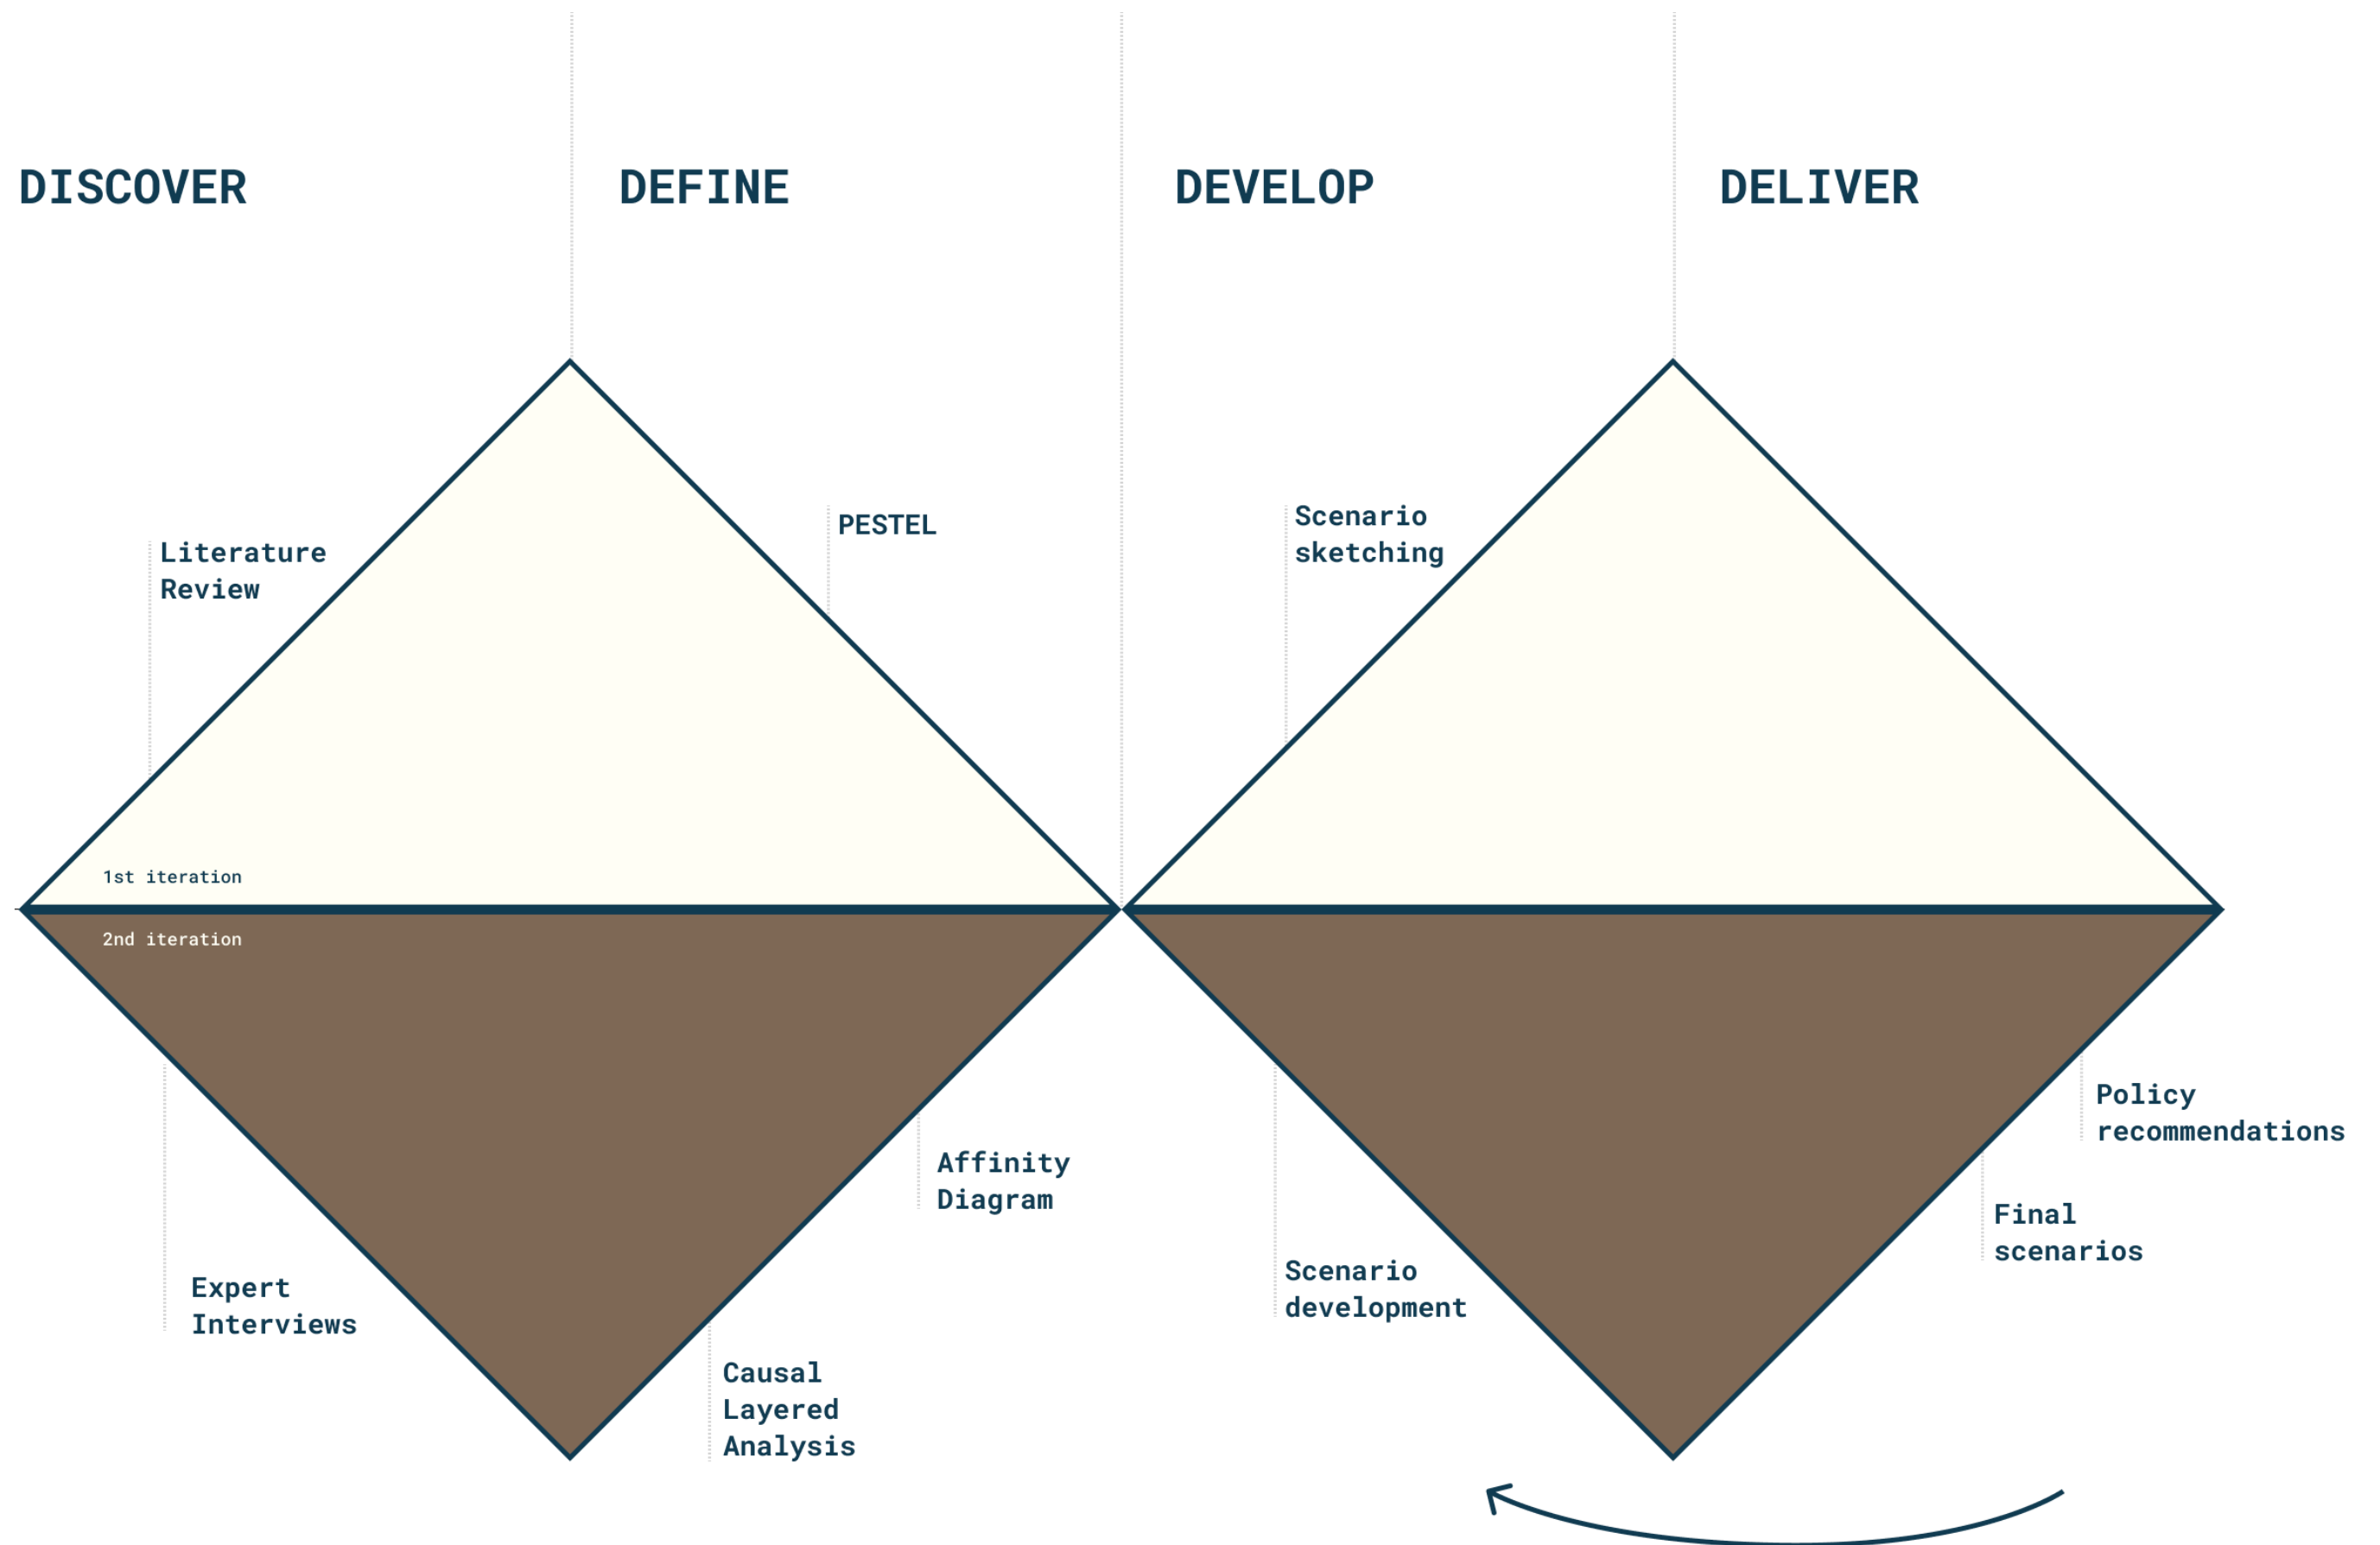 DISCOVER
DEFINE
DEVELOP
DELIVER
Literature
Review
PESTEL
Scenario
sketching
1st iteration
2nd iteration
Expert
Interviews
Causal
Layered
Analysis
Affinity
Diagram
Scenario
development
Final
scenarios
Policy
recommendations